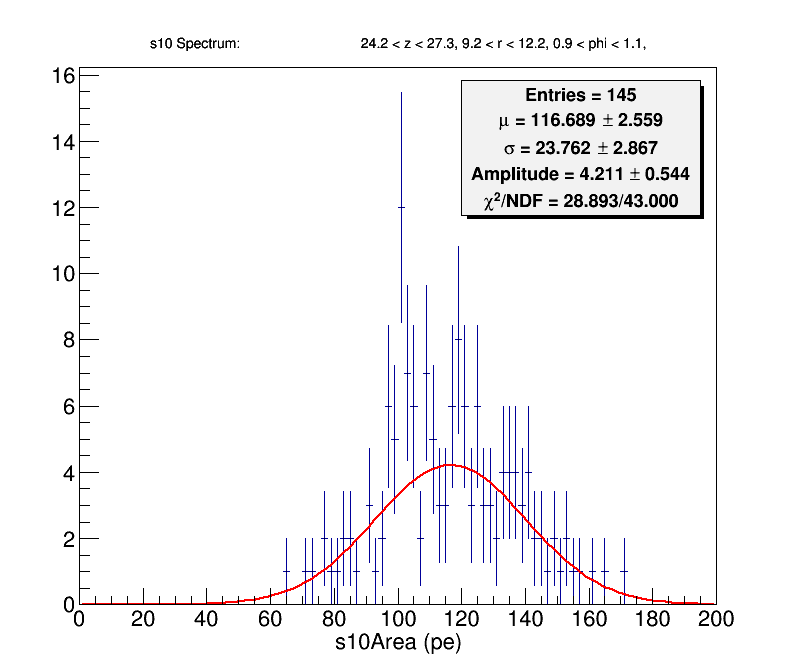 s10 Spectrum: 24.2 < z < 27.3, 9.2 < r < 12.2, 0.9 < phi < 1.1,
Entries = 145
μ = 116.689 ± 2.559
σ = 23.762 ± 2.867
Amplitude = 4.211 ± 0.544
χ²/NDF = 28.893/43.000
16
14
12
10
8
6
4
2
0
0 20 40 60 80 100 120 140 160 180 200
s10Area (pe)